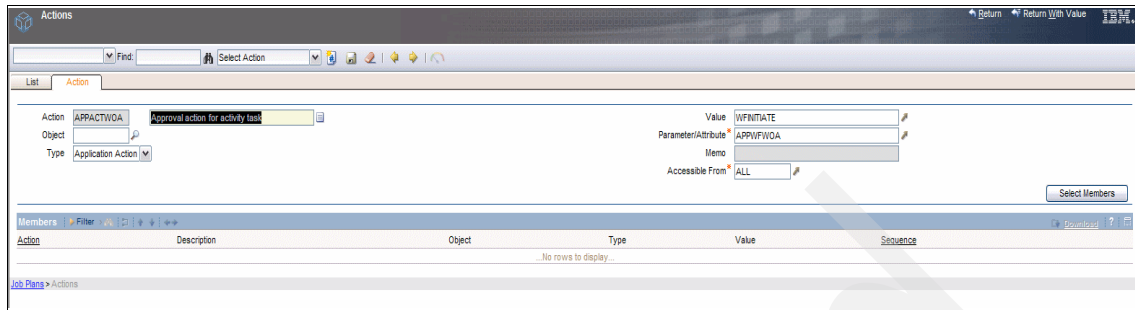 Actions Return Return With Value IBM.
Find: Select Action
List Action
Action APPACTWOA Approval action for activity task Value WFINITIATE
Object Parameter/Attribute * APPWFWOA
Type Application Action Memo
Accessible From * ALL
Select Members
Members Filter Download ?
Action Description Object Type Value Sequence
...No rows to display...
Job Plans > Actions